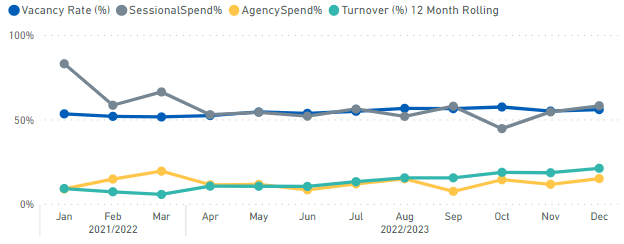 Vacancy Rate (%) SessionalSpend% AgencySpend% Turnover (%) 12 Month Rolling
100%
50%
0%
Jan Feb Mar Apr May Jun Jul Aug Sep Oct Nov Dec
2021/2022 2022/2023